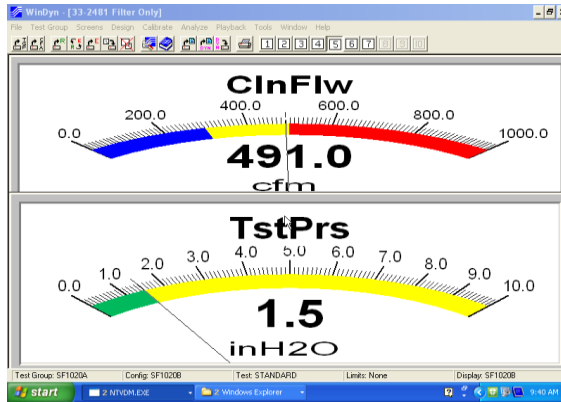 WinDyn - [33-2481 Filter Only]
File Test Group Screens Design Calibrate Analyze Playback Tools Window Help
1 2 3 4 5 6 7 8 9 10
ClnFlw
0.0 200.0 400.0 600.0 800.0 1000.0
491.0
cfm
TstPrs
0.0 1.0 2.0 3.0 4.0 5.0 6.0 7.0 8.0 9.0 10.0
1.5
inH2O
Test Group: SF1020A Config: SF1020B Test: STANDARD Limits: None Display: SF1020B
start 2 NTVDM.EXE 2 Windows Explorer 9:40 AM